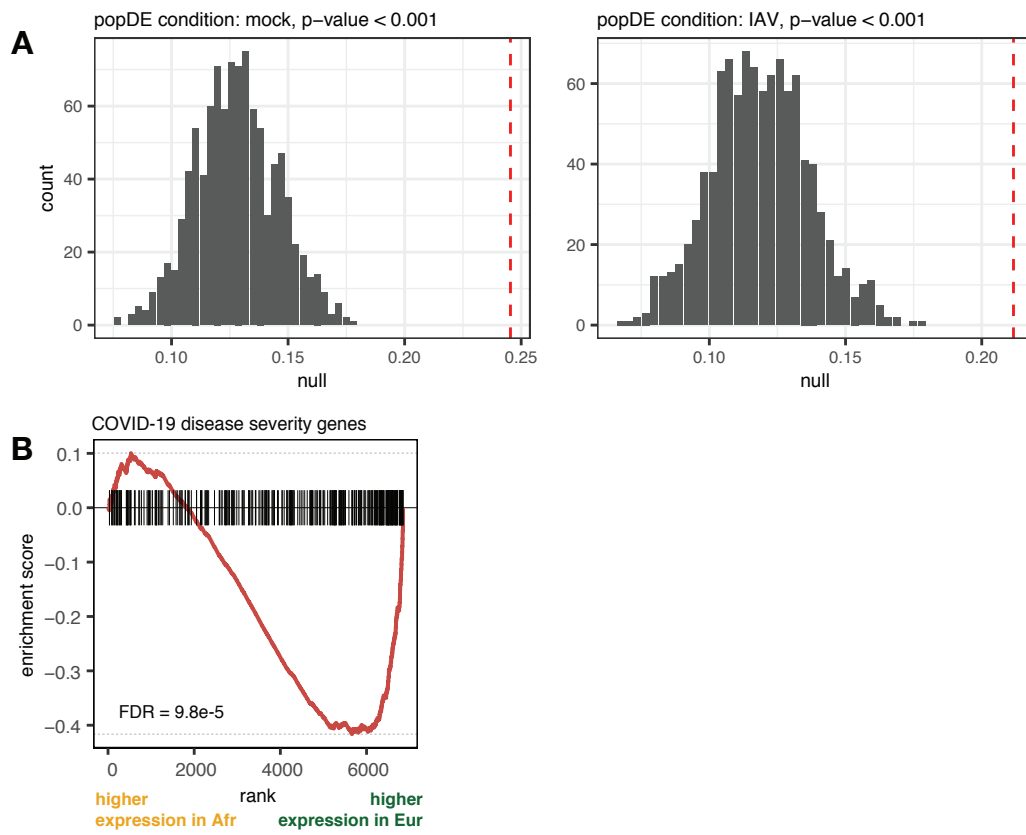 A
popDE condition: mock, p-value < 0.001
count
60
40
20
0
0.10 0.15 0.20 0.25
null
popDE condition: IAV, p-value < 0.001
60
40
20
0
0.10 0.15 0.20
null
B
COVID-19 disease severity genes
enrichment score
0.1
0.0
−0.1
−0.2
−0.3
−0.4
FDR = 9.8e-5
0 2000 4000 6000
rank
higher
expression in Afr
higher
expression in Eur